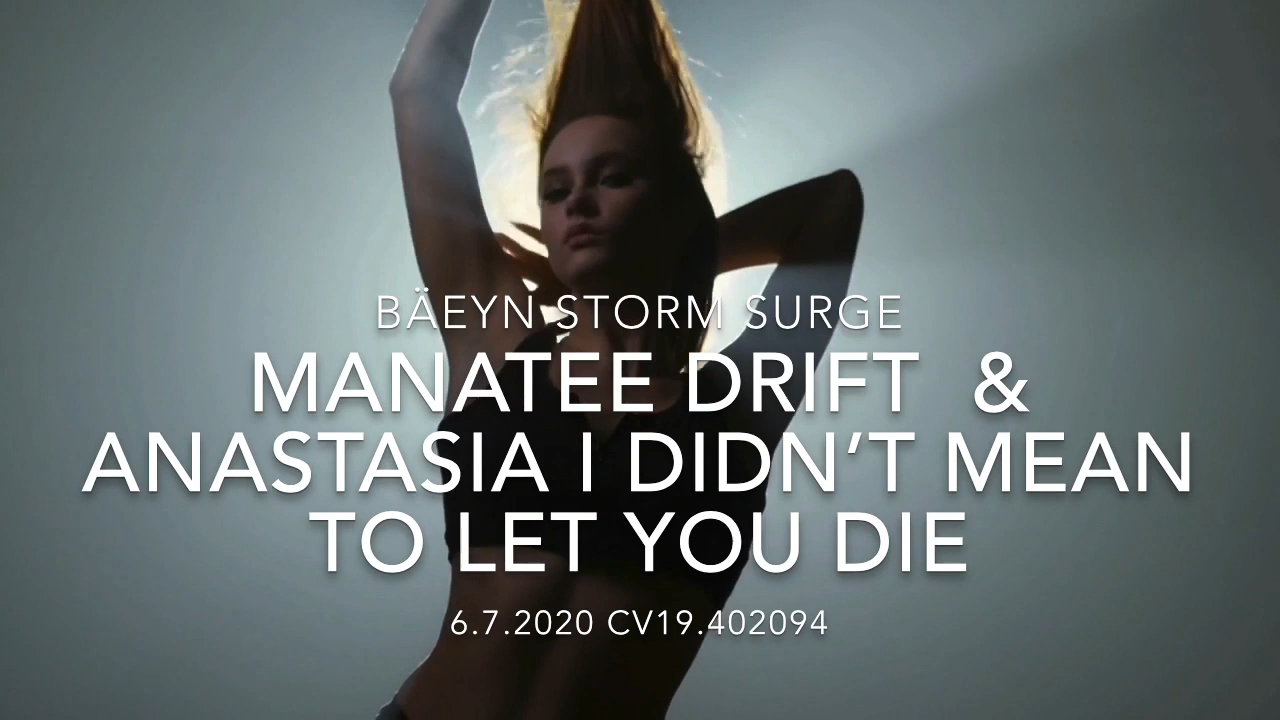 BÄEYN STORM SURGE
MANATEE DRIFT  &
ANASTASIA I DIDN’T MEAN
TO LET YOU DIE
6.7.2020 CV19.402094